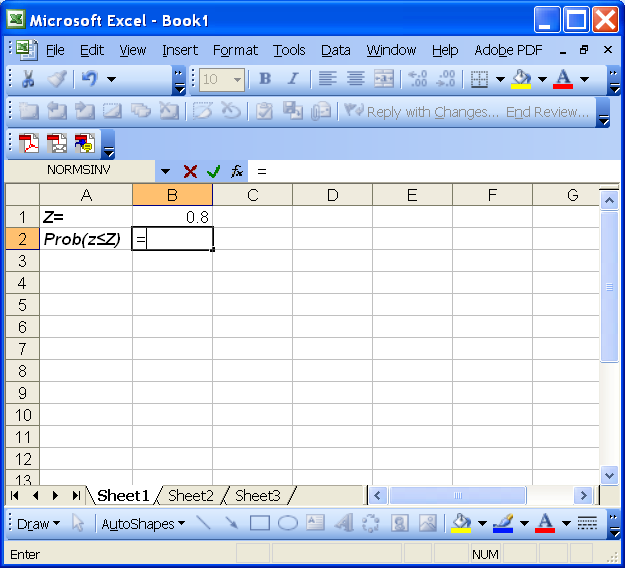 Microsoft Excel - Book1
File Edit View Insert Format Tools Data Window Help Adobe PDF
10 B I
Reply with Changes... End Review...
NORMSINV fx =
A B C D E F G
1 Z= 0.8
2 Prob(z≤Z) =
3
4
5
6
7
8
9
10
11
12
13
Sheet1 Sheet2 Sheet3
Draw AutoShapes A A
Enter NUM